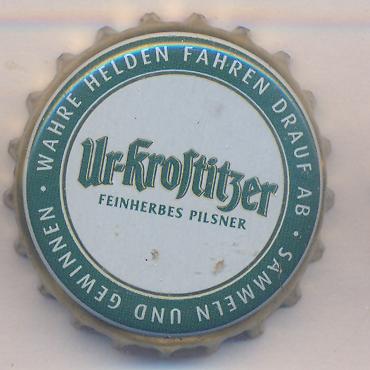 WAHRE HELDEN FAHREN DRAUF AB · SAMMELN UND GEWINNEN ·
Ur-Kroſtitzer
FEINHERBES PILSNER